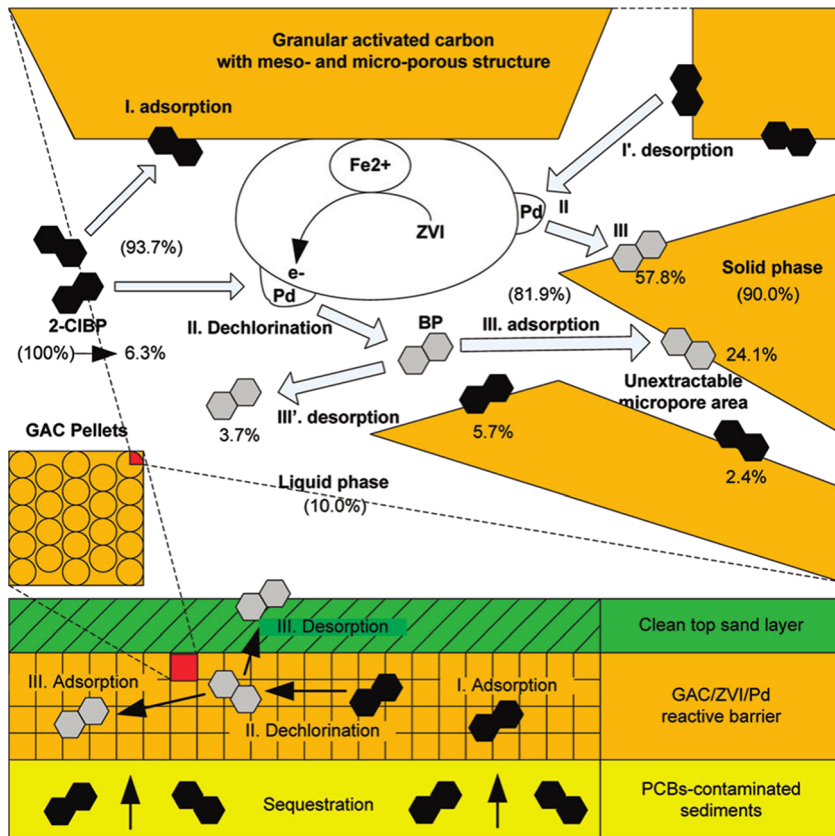 Granular activated carbon
with meso- and micro-porous structure
I. adsorption
I'. desorption
Fe2+
Pd
II
ZVI
III
(93.7%)
e-
Pd
57.8%
Solid phase
(90.0%)
(81.9%)
2-ClBP
II. Dechlorination
BP
III. adsorption
(100%)
6.3%
24.1%
Unextractable
micropore area
III'. desorption
3.7%
5.7%
2.4%
GAC Pellets
Liquid phase
(10.0%)
III. Desorption
Clean top sand layer
III. Adsorption
I. Adsorption
II. Dechlorination
GAC/ZVI/Pd
reactive barrier
Sequestration
PCBs-contaminated
sediments